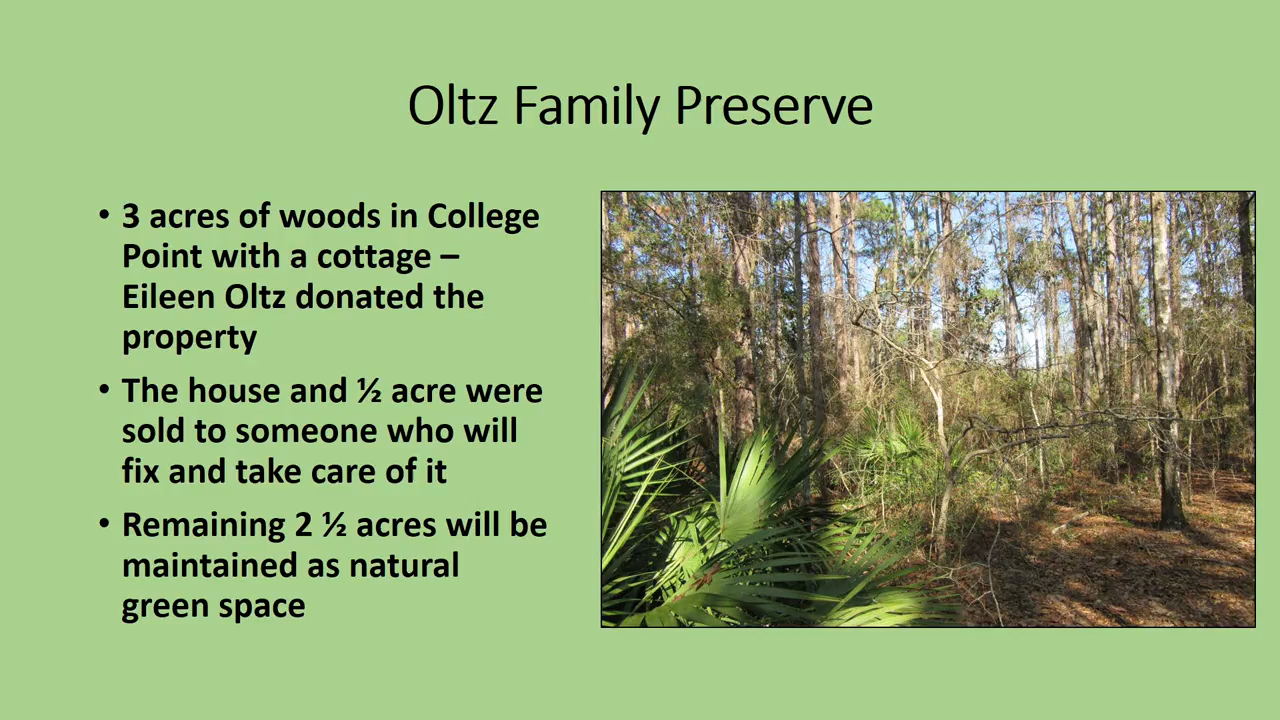 Oltz Family Preserve
• 3 acres of woods in College
Point with a cottage –
Eileen Oltz donated the
property
• The house and ½ acre were
sold to someone who will
fix and take care of it
• Remaining 2 ½ acres will be
maintained as natural
green space